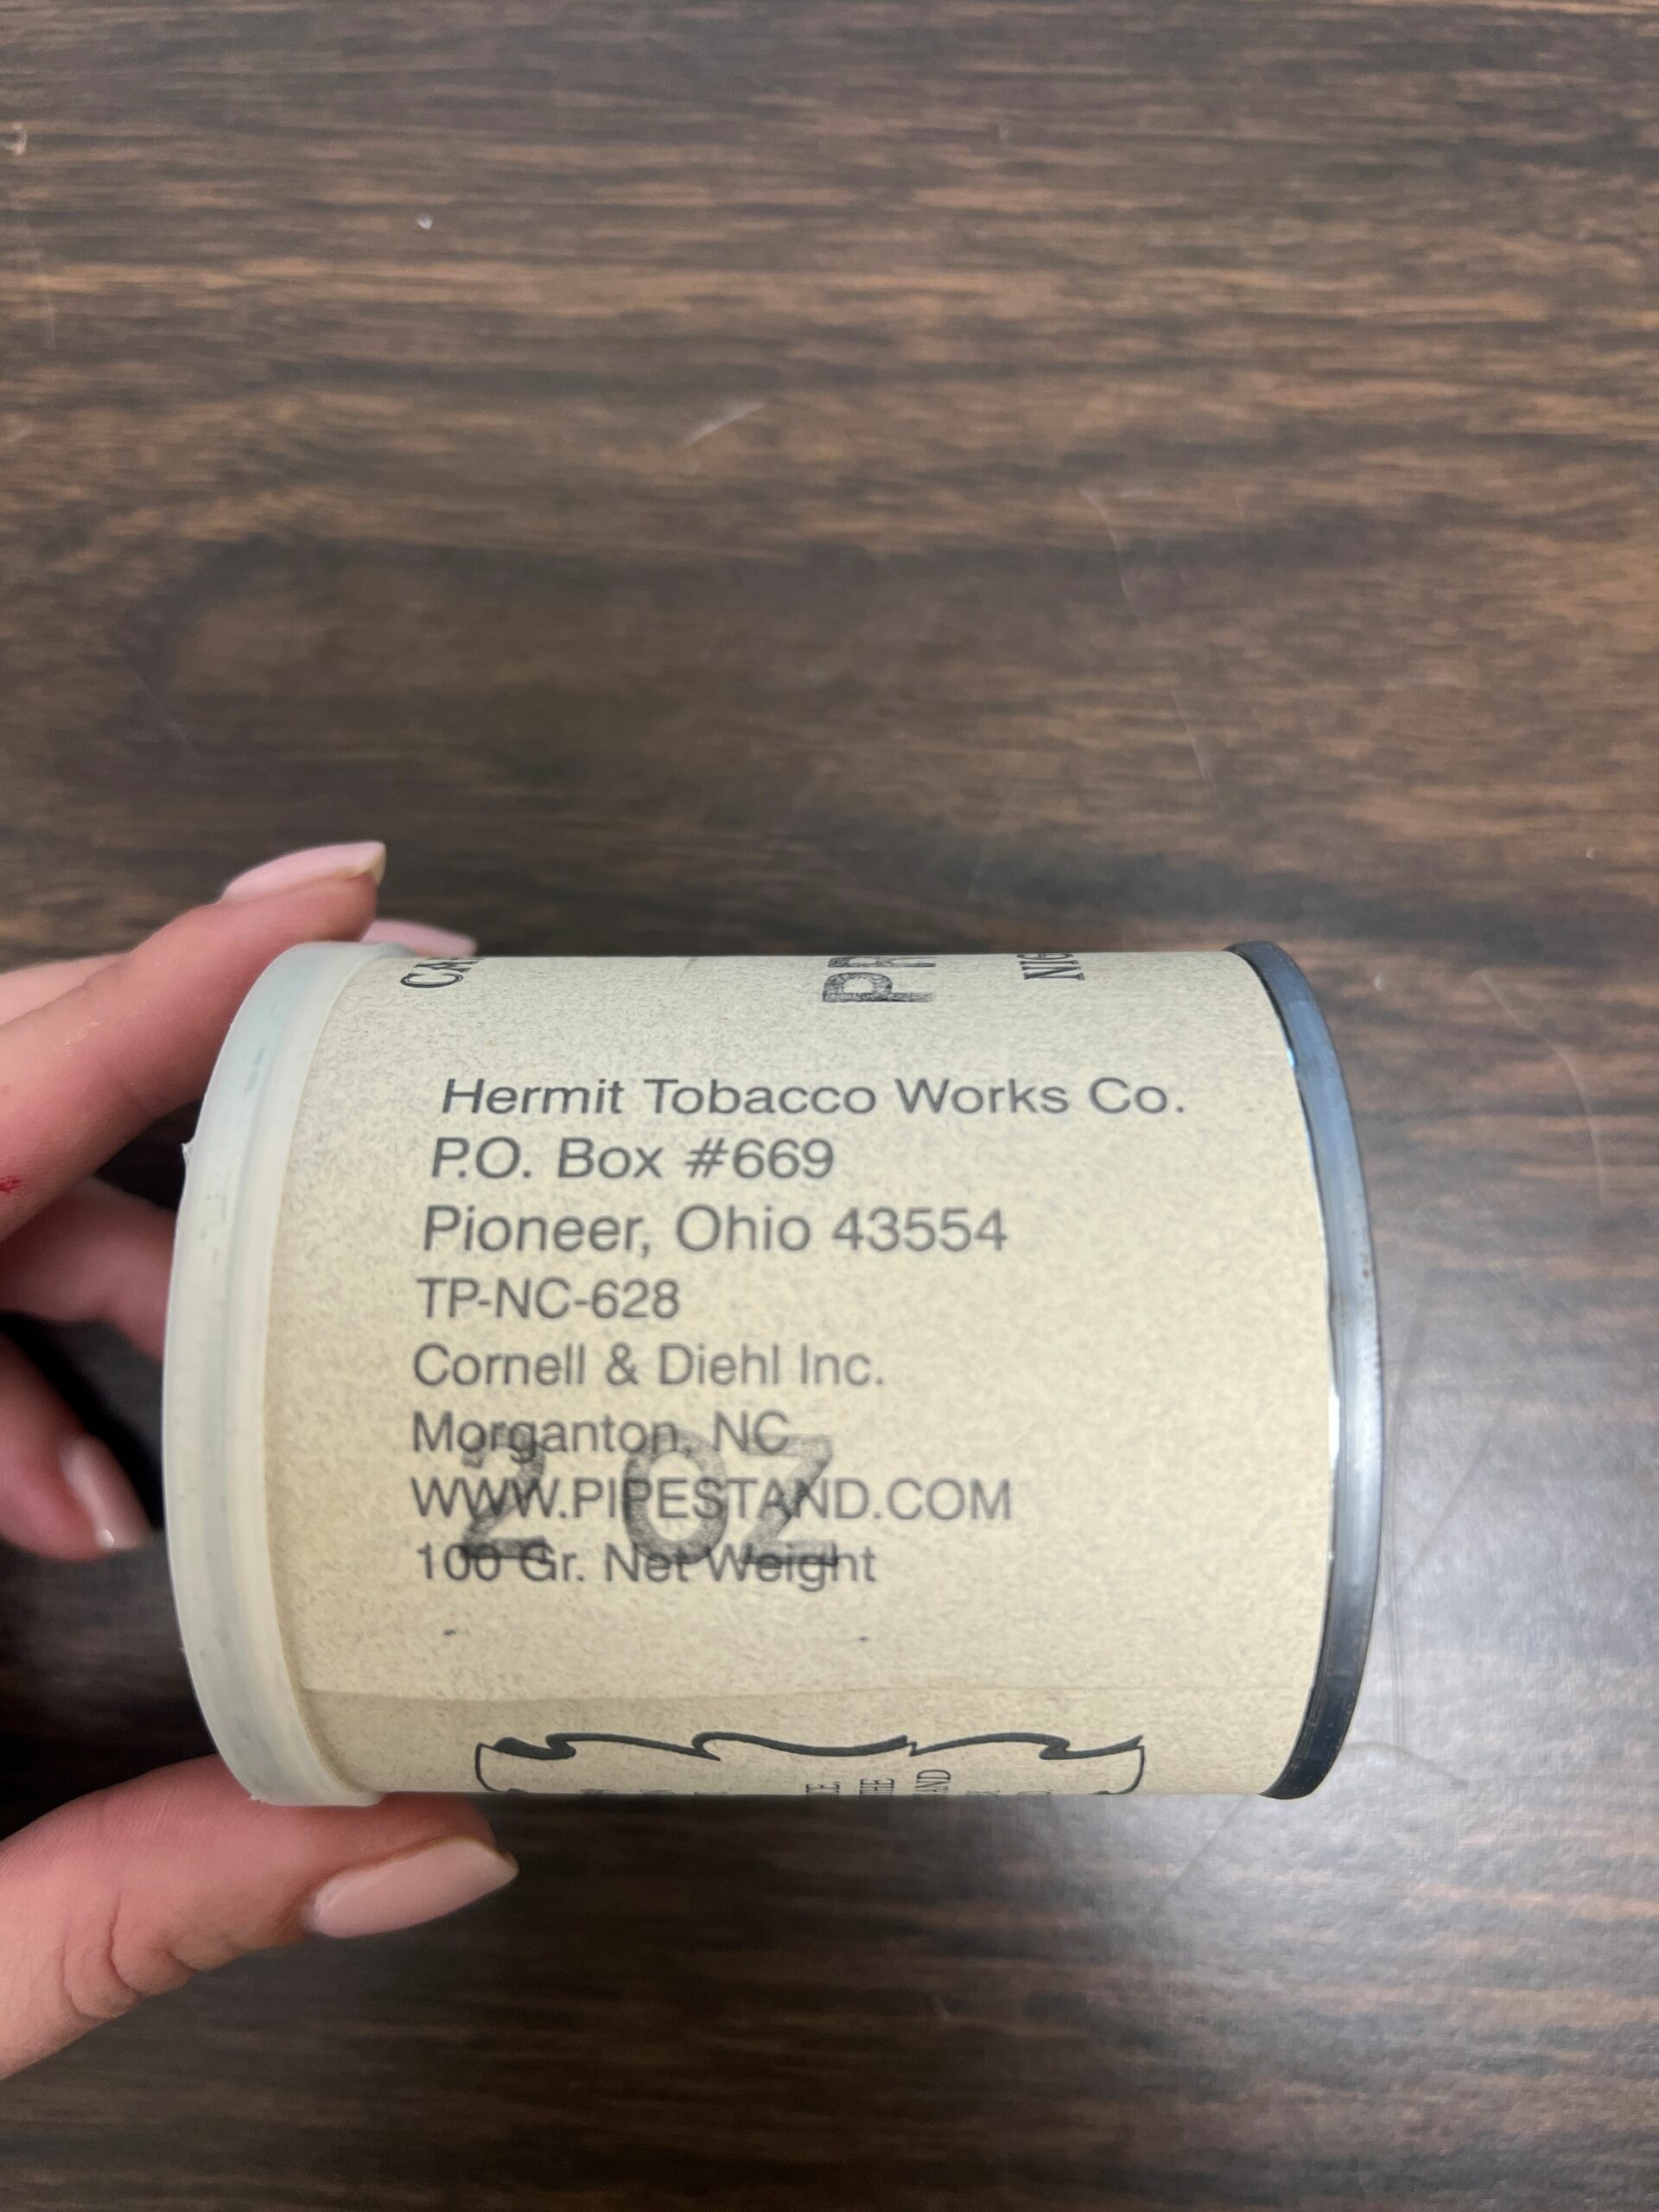 Hermit Tobacco Works Co.
P.O. Box #669
Pioneer, Ohio 43554
TP-NC-628
Cornell & Diehl Inc.
Morganton, NC
WWW.PIPESTAND.COM
100 Gr. Net Weight
2 OZ